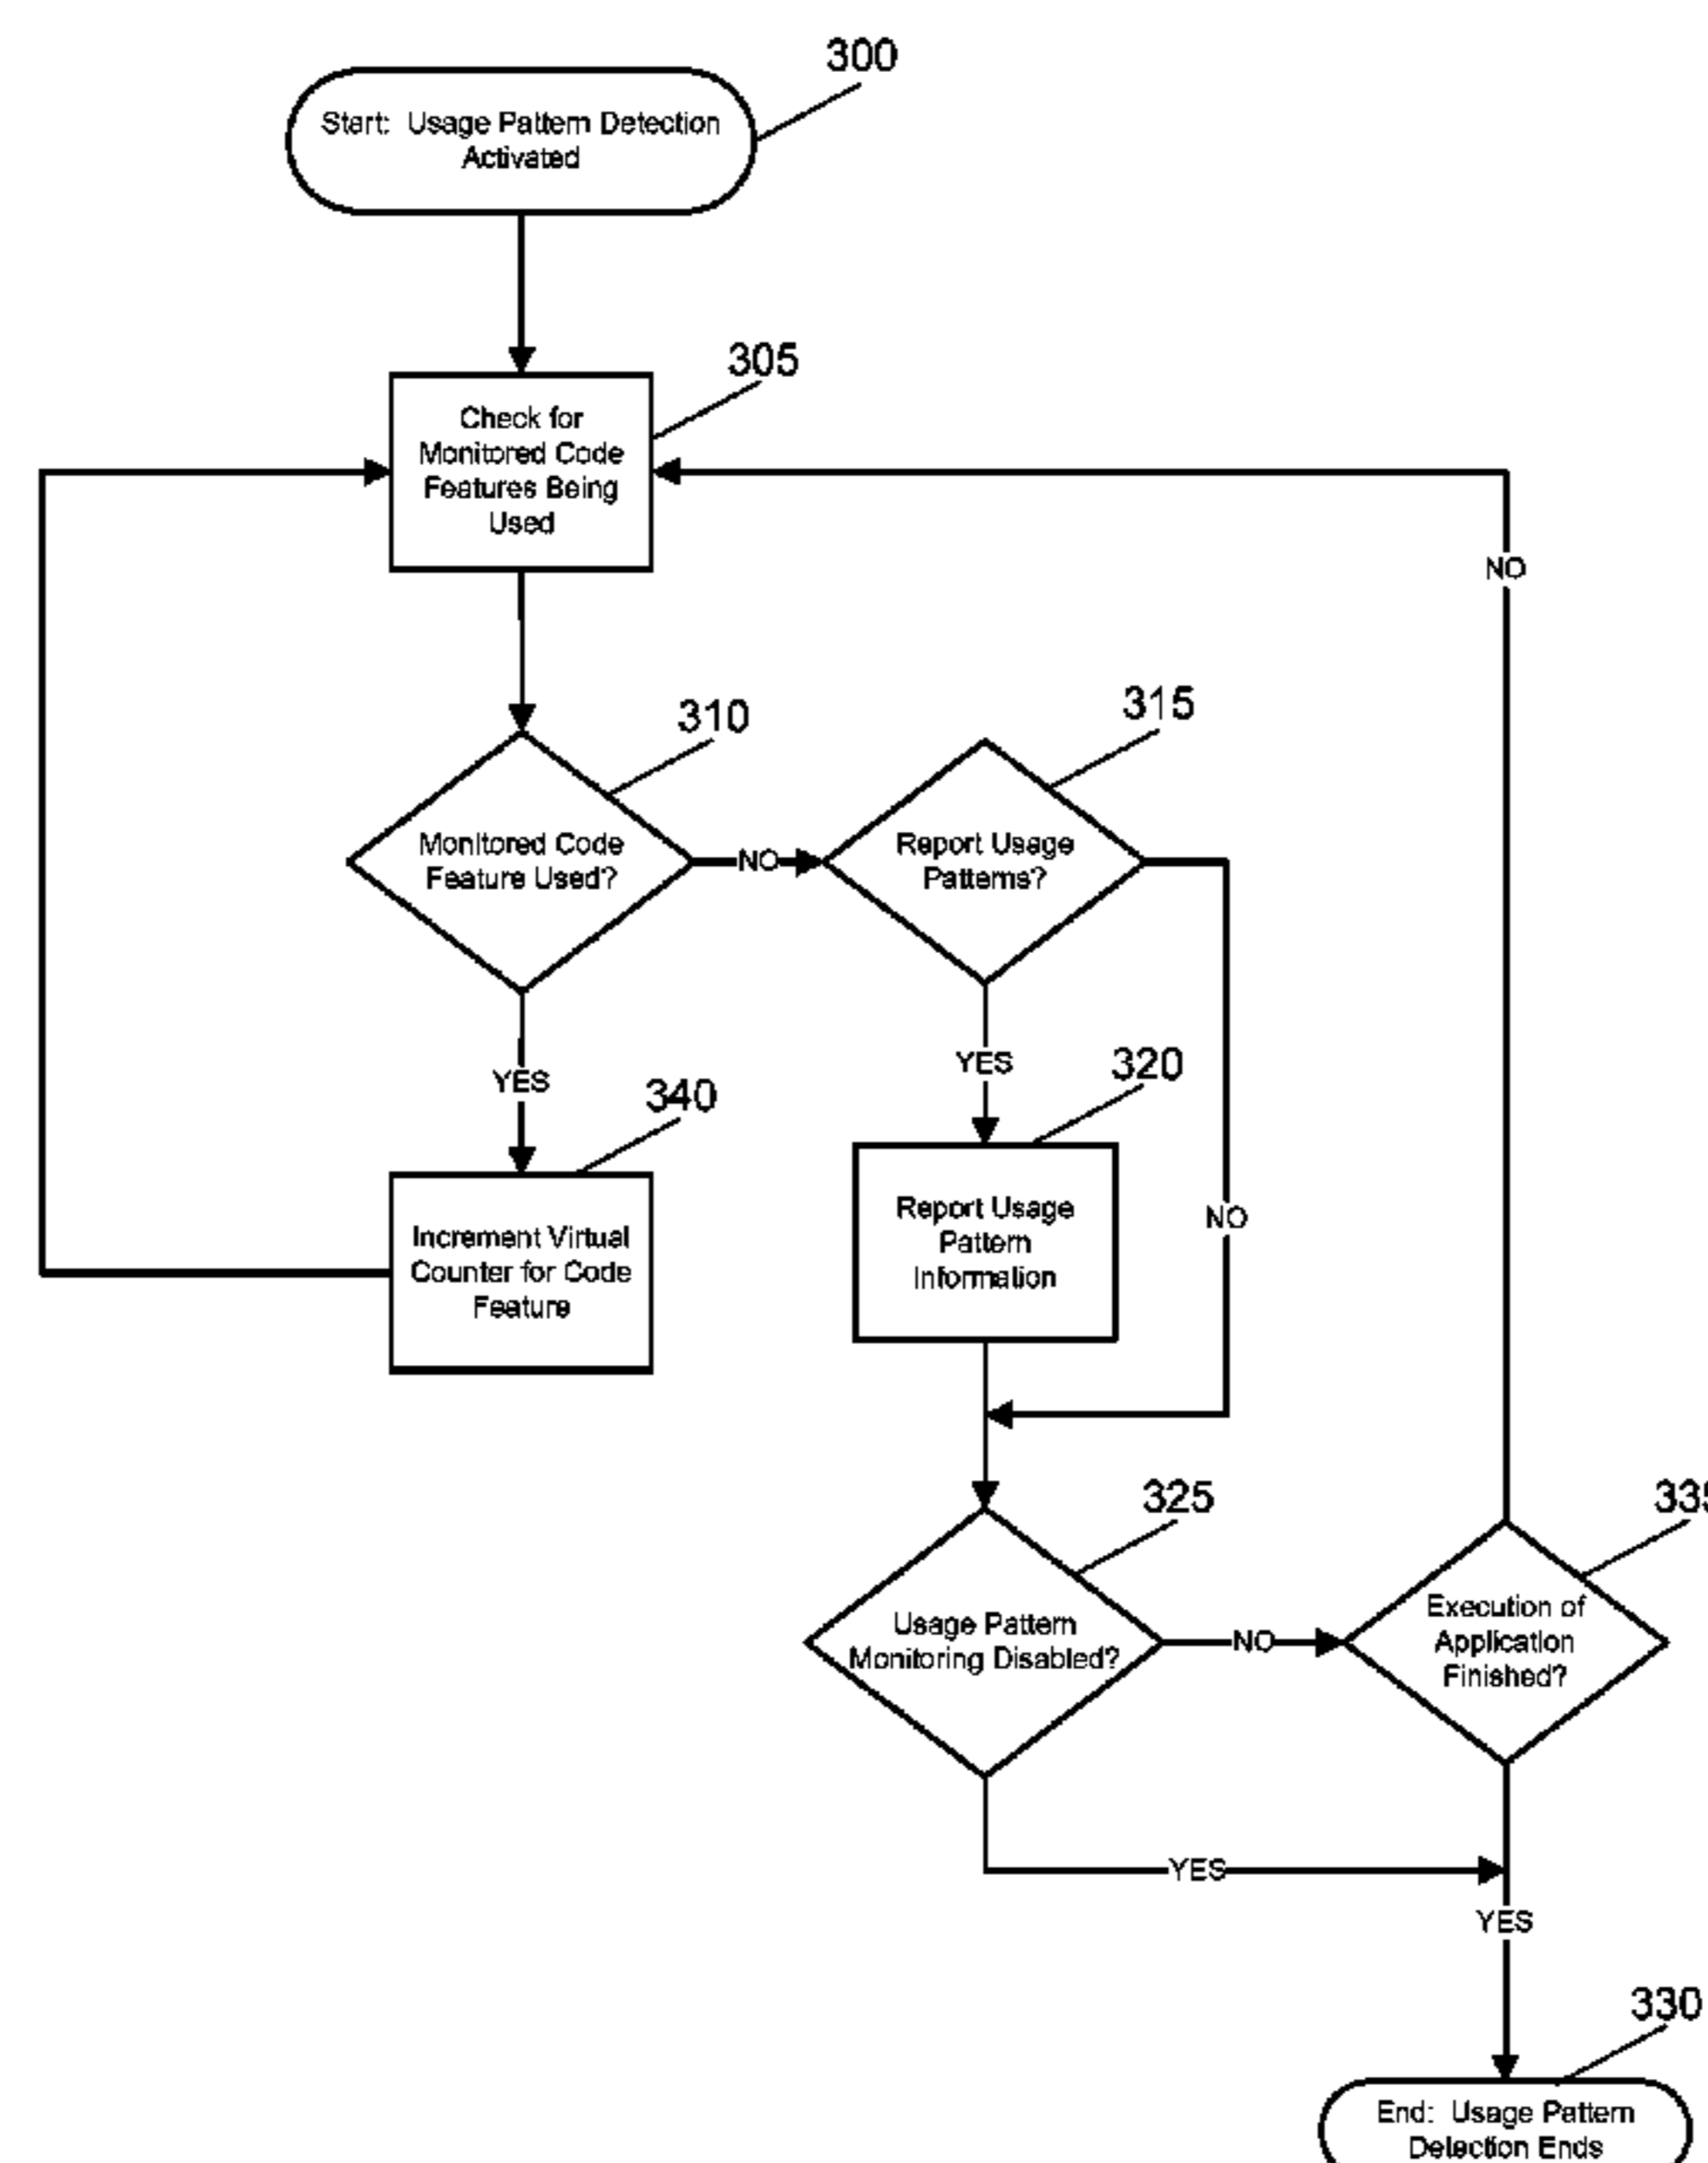 300
Start: Usage Pattern Detection
Activated
305
Check for
Monitored Code
Features Being
Used
NO
310
315
Monitored Code
Feature Used?
NO
Report Usage
Patterns?
YES
YES
320
340
Report Usage
Pattern
Information
NO
Increment Virtual
Counter for Code
Feature
325
335
Usage Pattern
Monitoring Disabled?
NO
Execution of
Application
Finished?
YES
YES
330
End: Usage Pattern
Detection Ends